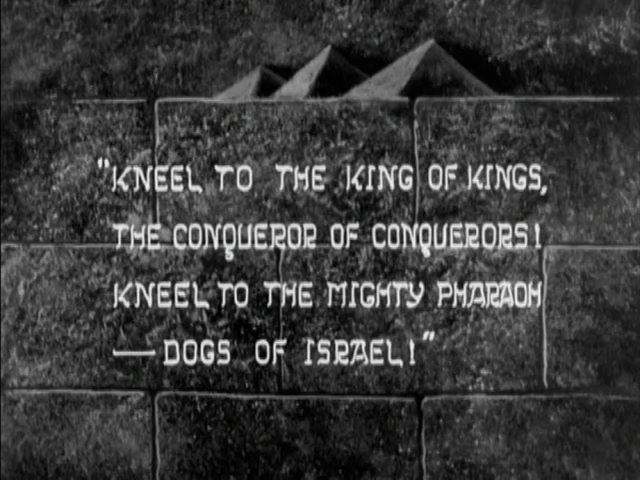 "KNEEL TO THE KING OF KINGS,
THE CONQUEROR OF CONQUERORS!
KNEEL TO THE MIGHTY PHARAOH
—DOGS OF ISRAEL!"